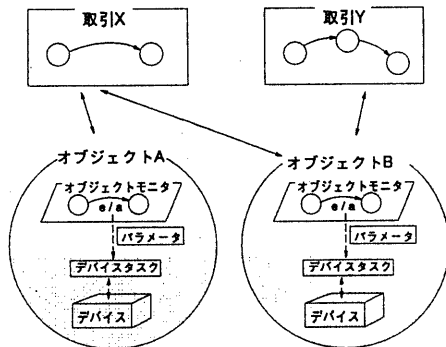 取引X
取引Y
オブジェクトA
オブジェクトモニタ
e/a
パラメータ
デバイスタスク
デバイス
オブジェクトB
オブジェクトモニタ
e/a
パラメータ
デバイスタスク
デバイス